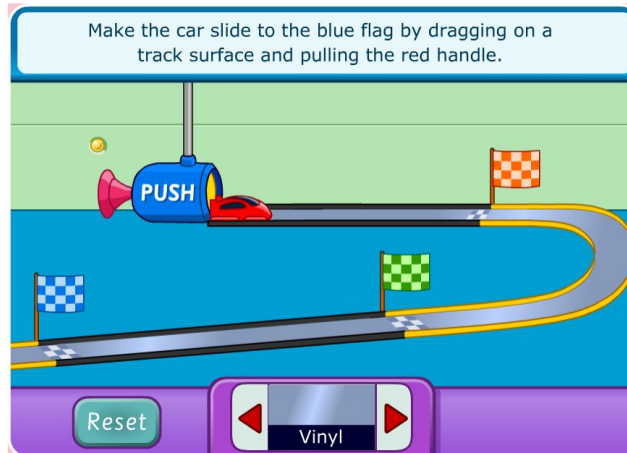 Make the car slide to the blue flag by dragging on a
track surface and pulling the red handle.
PUSH
Reset
Vinyl